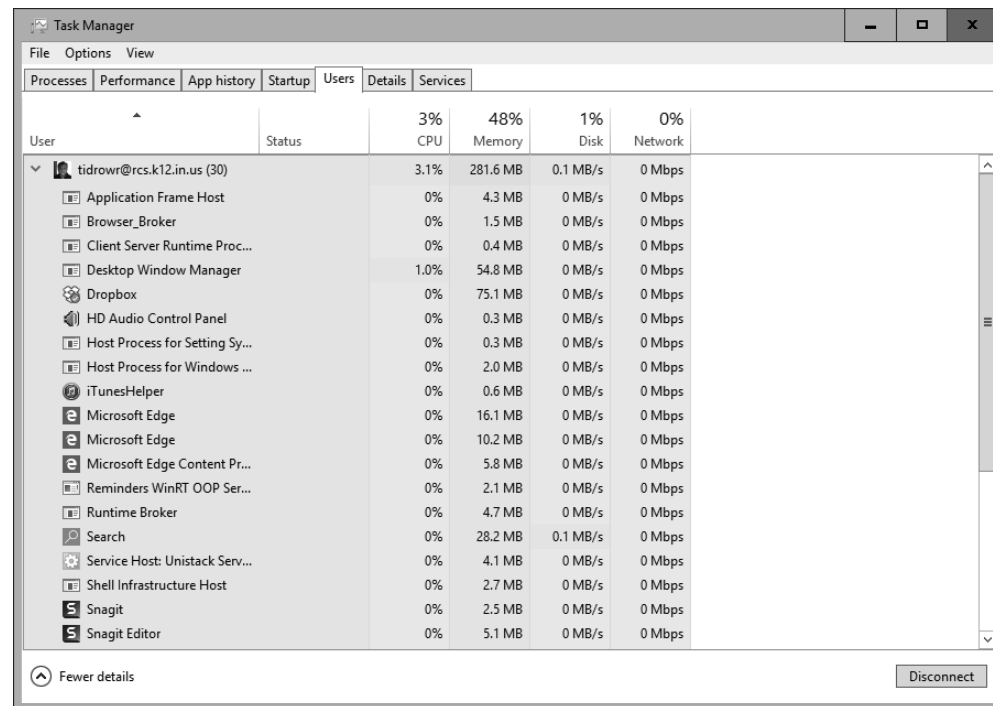 Task Manager
File Options View
Processes Performance App history Startup Users Details Services
3% 48% 1% 0%
User Status CPU Memory Disk Network
tidrowr@rcs.k12.in.us (30) 3.1% 281.6 MB 0.1 MB/s 0 Mbps
Application Frame Host 0% 4.3 MB 0 MB/s 0 Mbps
Browser_Broker 0% 1.5 MB 0 MB/s 0 Mbps
Client Server Runtime Proc... 0% 0.4 MB 0 MB/s 0 Mbps
Desktop Window Manager 1.0% 54.8 MB 0 MB/s 0 Mbps
Dropbox 0% 75.1 MB 0 MB/s 0 Mbps
HD Audio Control Panel 0% 0.3 MB 0 MB/s 0 Mbps
Host Process for Setting Sy... 0% 0.3 MB 0 MB/s 0 Mbps
Host Process for Windows ... 0% 2.0 MB 0 MB/s 0 Mbps
iTunesHelper 0% 0.6 MB 0 MB/s 0 Mbps
Microsoft Edge 0% 16.1 MB 0 MB/s 0 Mbps
Microsoft Edge 0% 10.2 MB 0 MB/s 0 Mbps
Microsoft Edge Content Pr... 0% 5.8 MB 0 MB/s 0 Mbps
Reminders WinRT OOP Ser... 0% 2.1 MB 0 MB/s 0 Mbps
Runtime Broker 0% 4.7 MB 0 MB/s 0 Mbps
Search 0% 28.2 MB 0.1 MB/s 0 Mbps
Service Host: Unistack Serv... 0% 4.1 MB 0 MB/s 0 Mbps
Shell Infrastructure Host 0% 2.7 MB 0 MB/s 0 Mbps
Snagit 0% 2.5 MB 0 MB/s 0 Mbps
Snagit Editor 0% 5.1 MB 0 MB/s 0 Mbps
Fewer details Disconnect